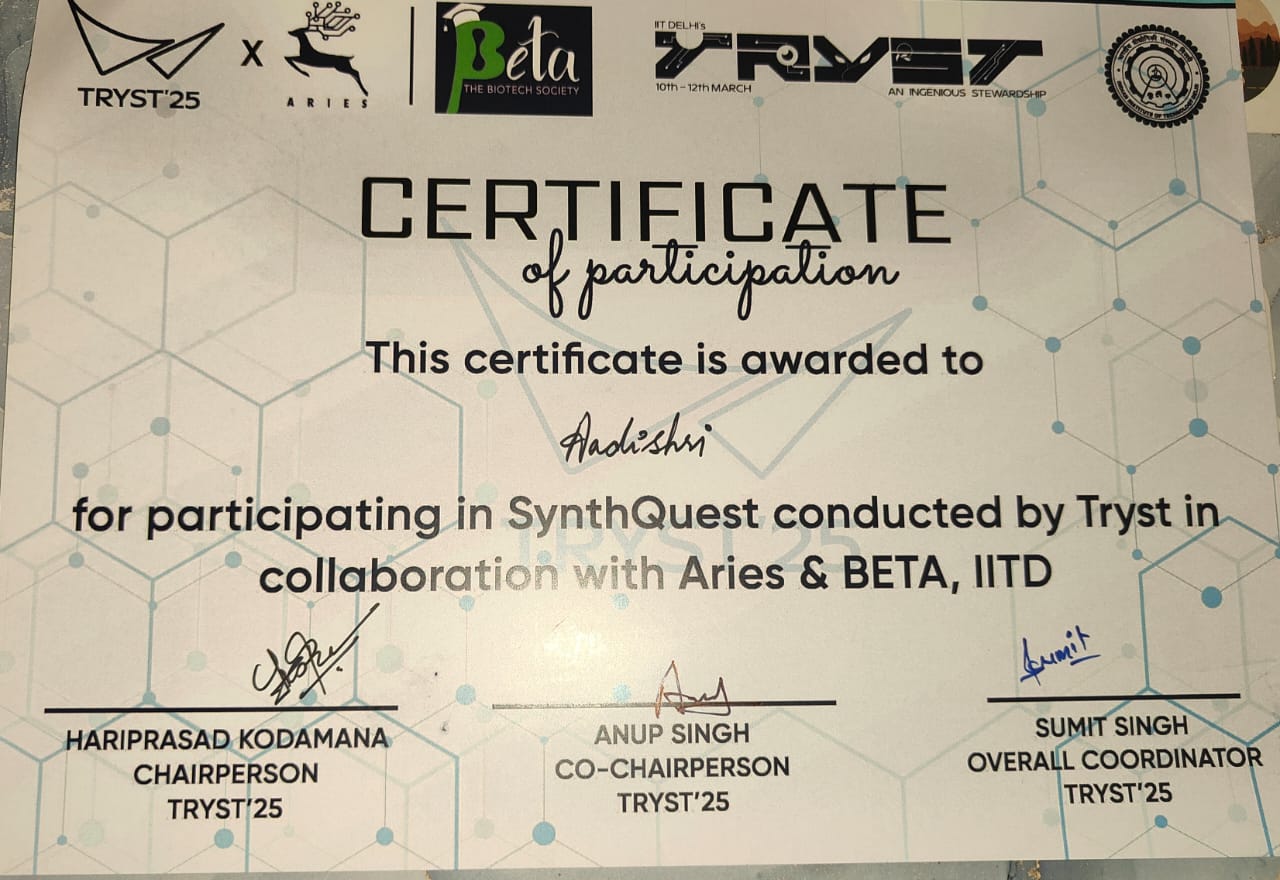 TRYST'25
X
ARIES
Beta
THE BIOTECH SOCIETY
IIT DELHI's
TRYST
10th - 12th MARCH
AN INGENIOUS STEWARDSHIP
CERTIFICATE
of participation
This certificate is awarded to
Aadishri
for participating in SynthQuest conducted by Tryst in
collaboration with Aries & BETA, IITD
TRYST'25
Sumit
HARIPRASAD KODAMANA
CHAIRPERSON
TRYST'25
ANUP SINGH
CO-CHAIRPERSON
TRYST'25
SUMIT SINGH
OVERALL COORDINATOR
TRYST'25